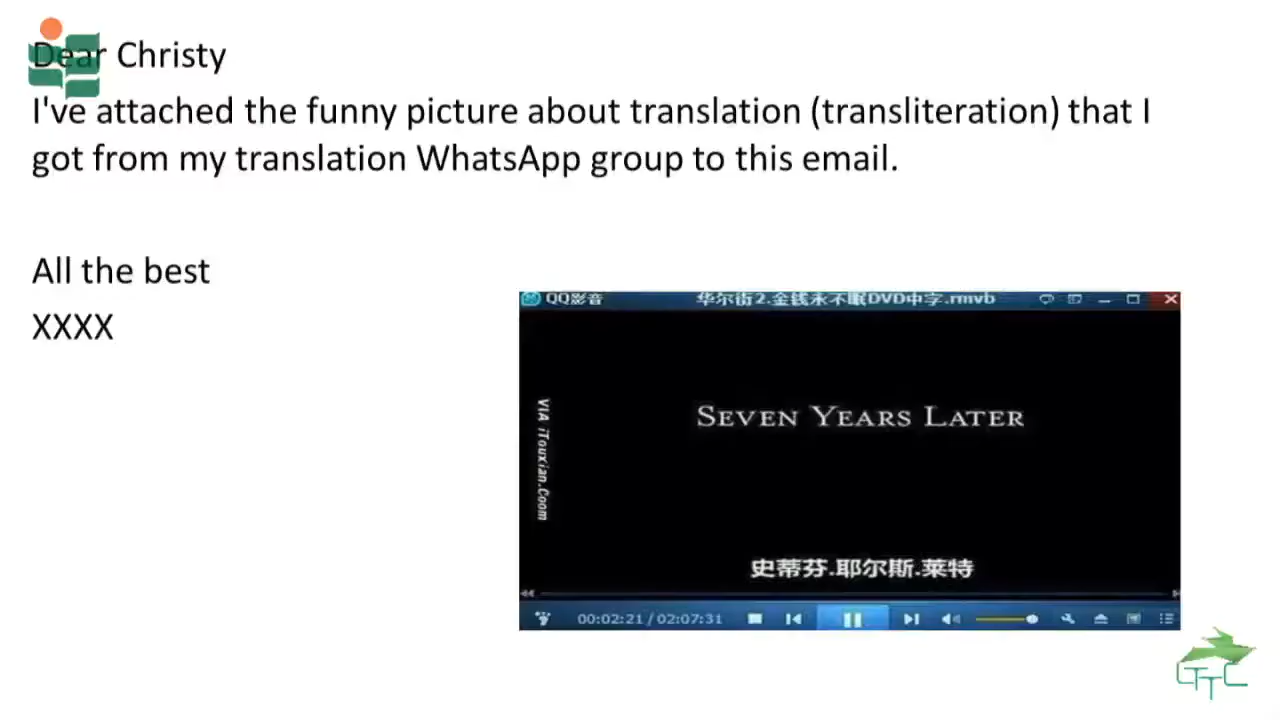 Dear Christy
I've attached the funny picture about translation (transliteration) that I
got from my translation WhatsApp group to this email.
All the best
XXXX
QQ影音
华尔街2.金钱永不眠DVD中字.rmvb
SEVEN YEARS LATER
VIA iTouxian.Coom
史蒂芬.耶尔斯.莱特
00:02:21/02:07:31
CTTC